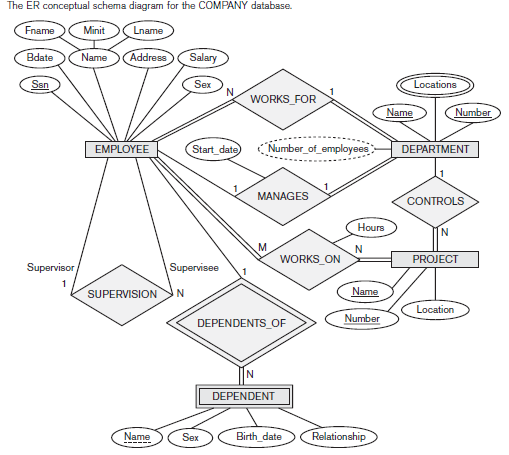 The ER conceptual schema diagram for the COMPANY database.
Fname Minit Lname
Bdate Name Address Salary
Ssn Sex Locations
N WORKS_FOR 1
Name Number
EMPLOYEE Start_date Number_of_employees DEPARTMENT
1 MANAGES 1 1
CONTROLS
Hours N
M WORKS_ON N PROJECT
Supervisor Supervisee 1
1 SUPERVISION N Name
Location
DEPENDENTS_OF Number
N
DEPENDENT
Name Sex Birth_date Relationship